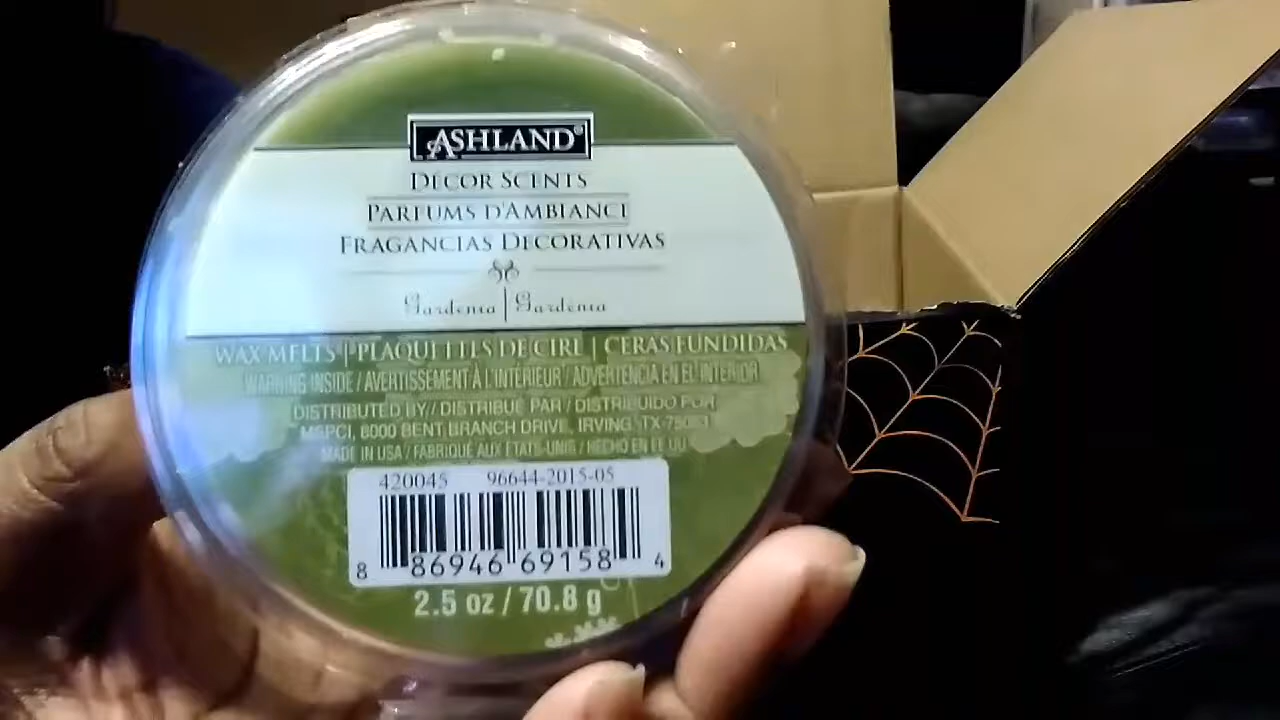 ASHLAND®
DÉCOR SCENTS
PARFUMS D'AMBIANCE
FRAGANCIAS DECORATIVAS
Gardenia | Gardenia
WAX MELTS | PLAQUETTES DE CIRE | CERAS FUNDIDAS
WARNING INSIDE / AVERTISSEMENT À L'INTÉRIEUR / ADVERTENCIA EN EL INTERIOR
DISTRIBUTED BY / DISTRIBUÉ PAR / DISTRIBUIDO POR
MSPCI, 8000 BENT BRANCH DRIVE, IRVING, TX
MADE IN USA / FABRIQUÉ AUX ÉTATS-UNIS / HECHO EN EE UU
420045 96644-2015-05
8 86946 69158 4
2.5 oz / 70.8 g